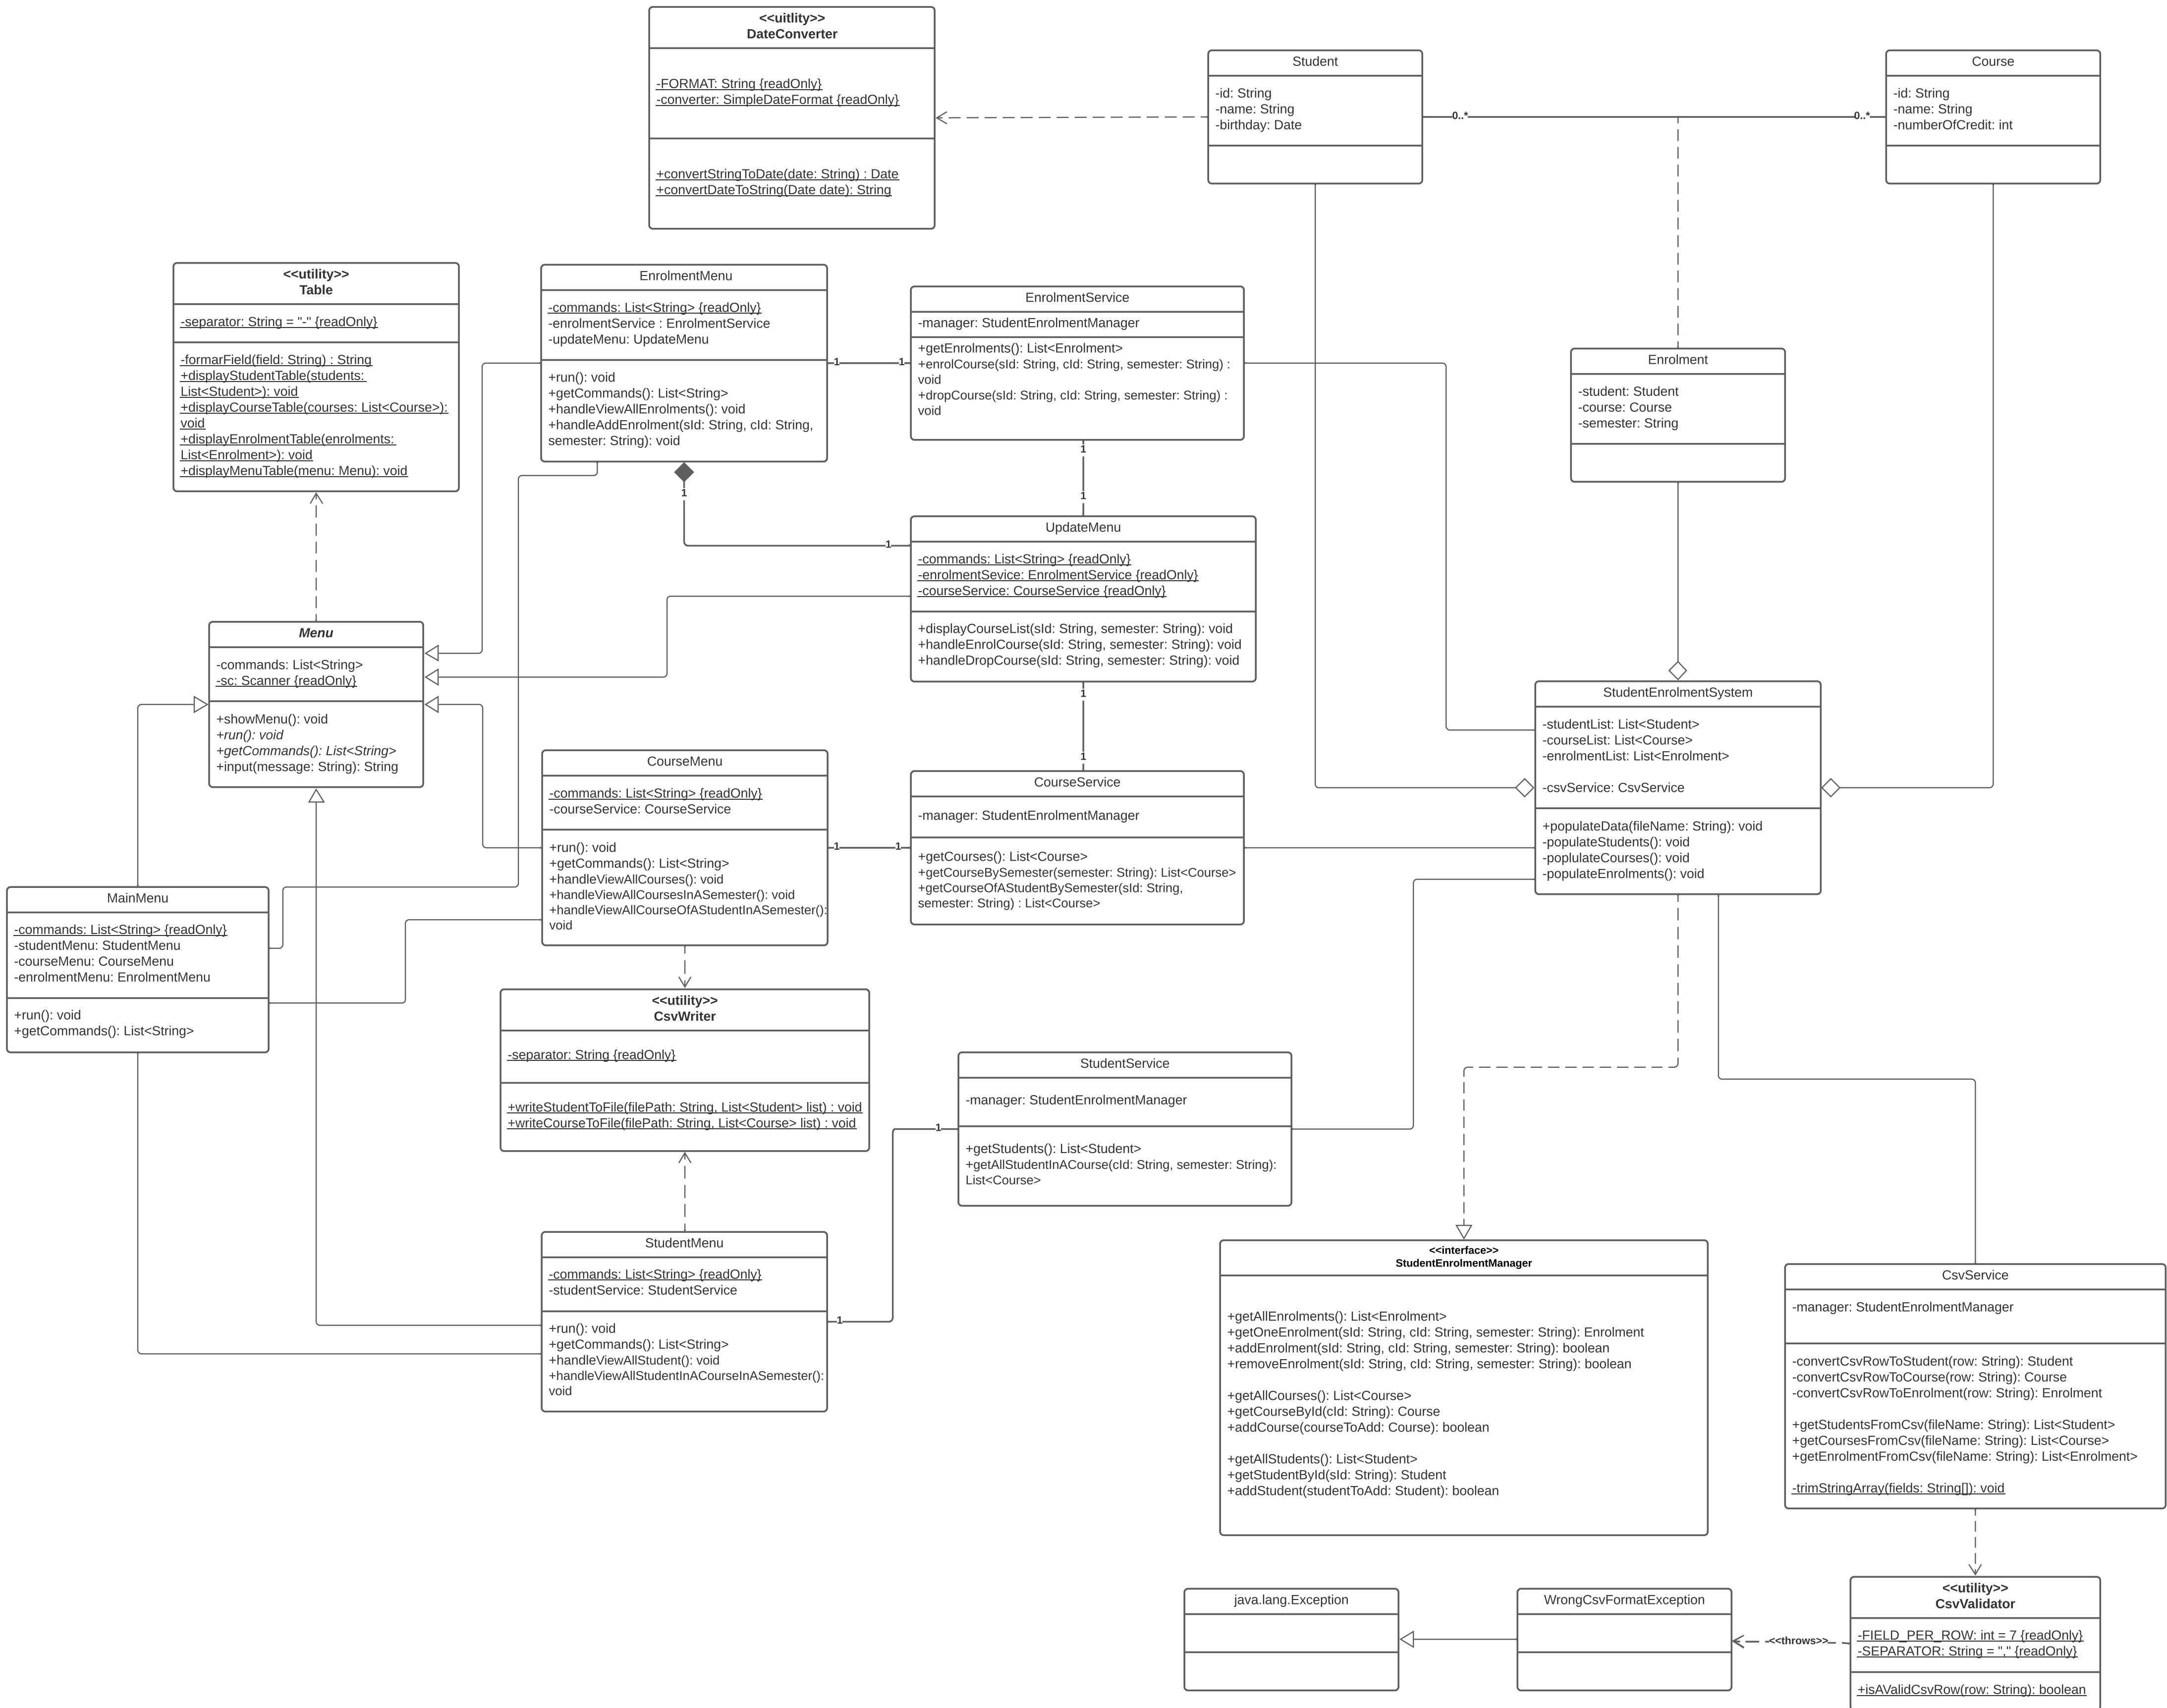 <<uitlity>>
DateConverter
-FORMAT: String {readOnly}
-converter: SimpleDateFormat {readOnly}
+convertStringToDate(date: String) : Date
+convertDateToString(Date date): String
Student
-id: String
-name: String
-birthday: Date
0..*
0..*
Course
-id: String
-name: String
-numberOfCredit: int
<<utility>>
Table
-separator: String = "-" {readOnly}
-formarField(field: String) : String
+displayStudentTable(students:
List<Student>): void
+displayCourseTable(courses: List<Course>):
void
+displayEnrolmentTable(enrolments:
List<Enrolment>): void
+displayMenuTable(menu: Menu): void
EnrolmentMenu
-commands: List<String> {readOnly}
-enrolmentService : EnrolmentService
-updateMenu: UpdateMenu
+run(): void
+getCommands(): List<String>
+handleViewAllEnrolments(): void
+handleAddEnrolment(sId: String, cId: String,
semester: String): void
1
1
EnrolmentService
-manager: StudentEnrolmentManager
+getEnrolments(): List<Enrolment>
+enrolCourse(sId: String, cId: String, semester: String) :
void
+dropCourse(sId: String, cId: String, semester: String) :
void
Enrolment
-student: Student
-course: Course
-semester: String
1
1
1
1
UpdateMenu
-commands: List<String> {readOnly}
-enrolmentSevice: EnrolmentService {readOnly}
-courseService: CourseService {readOnly}
+displayCourseList(sId: String, semester: String): void
+handleEnrolCourse(sId: String, semester: String): void
+handleDropCourse(sId: String, semester: String): void
Menu
-commands: List<String>
-sc: Scanner {readOnly}
+showMenu(): void
+run(): void
+getCommands(): List<String>
+input(message: String): String
1
1
StudentEnrolmentSystem
-studentList: List<Student>
-courseList: List<Course>
-enrolmentList: List<Enrolment>
-csvService: CsvService
+populateData(fileName: String): void
-populateStudents(): void
-poplulateCourses(): void
-populateEnrolments(): void
CourseMenu
-commands: List<String> {readOnly}
-courseService: CourseService
+run(): void
+getCommands(): List<String>
+handleViewAllCourses(): void
+handleViewAllCoursesInASemester(): void
+handleViewAllCourseOfAStudentInASemester():
void
1
1
CourseService
-manager: StudentEnrolmentManager
+getCourses(): List<Course>
+getCourseBySemester(semester: String): List<Course>
+getCourseOfAStudentBySemester(sId: String,
semester: String) : List<Course>
MainMenu
-commands: List<String> {readOnly}
-studentMenu: StudentMenu
-courseMenu: CourseMenu
-enrolmentMenu: EnrolmentMenu
+run(): void
+getCommands(): List<String>
<<utility>>
CsvWriter
-separator: String {readOnly}
+writeStudentToFile(filePath: String, List<Student> list) : void
+writeCourseToFile(filePath: String, List<Course> list) : void
StudentService
-manager: StudentEnrolmentManager
+getStudents(): List<Student>
+getAllStudentInACourse(cId: String, semester: String):
List<Course>
1
1
StudentMenu
-commands: List<String> {readOnly}
-studentService: StudentService
+run(): void
+getCommands(): List<String>
+handleViewAllStudent(): void
+handleViewAllStudentInACourseInASemester():
void
<<interface>>
StudentEnrolmentManager
+getAllEnrolments(): List<Enrolment>
+getOneEnrolment(sId: String, cId: String, semester: String): Enrolment
+addEnrolment(sId: String, cId: String, semester: String): boolean
+removeEnrolment(sId: String, cId: String, semester: String): boolean
+getAllCourses(): List<Course>
+getCourseById(cId: String): Course
+addCourse(courseToAdd: Course): boolean
+getAllStudents(): List<Student>
+getStudentById(sId: String): Student
+addStudent(studentToAdd: Student): boolean
CsvService
-manager: StudentEnrolmentManager
-convertCsvRowToStudent(row: String): Student
-convertCsvRowToCourse(row: String): Course
-convertCsvRowToEnrolment(row: String): Enrolment
+getStudentsFromCsv(fileName: String): List<Student>
+getCoursesFromCsv(fileName: String): List<Course>
+getEnrolmentFromCsv(fileName: String): List<Enrolment>
-trimStringArray(fields: String[]): void
java.lang.Exception
WrongCsvFormatException
<<throws>>
<<utility>>
CsvValidator
-FIELD_PER_ROW: int = 7 {readOnly}
-SEPARATOR: String = "," {readOnly}
+isAValidCsvRow(row: String): boolean